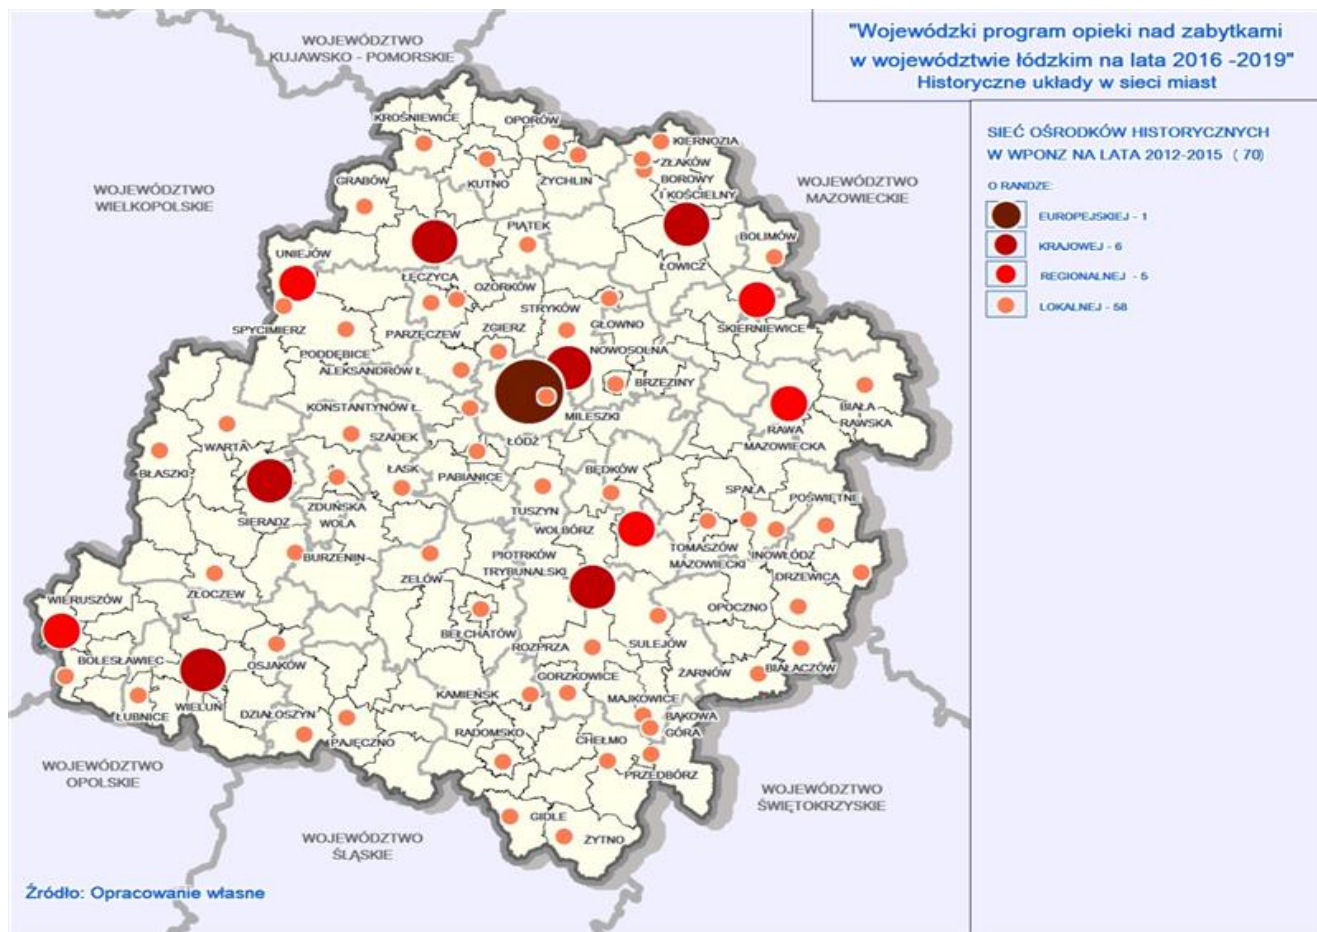 "Wojewódzki program opieki nad zabytkami
w województwie łódzkim na lata 2016 -2019"
Historyczne układy w sieci miast
SIEĆ OŚRODKÓW HISTORYCZNYCH
W WPONZ NA LATA 2012-2015 ( 70)
O RANDZE:
EUROPEJSKIEJ - 1
KRAJOWEJ - 6
REGIONALNEJ - 5
LOKALNEJ - 58
WOJEWÓDZTWO
KUJAWSKO - POMORSKIE
WOJEWÓDZTWO
WIELKOPOLSKIE
WOJEWÓDZTWO
MAZOWIECKIE
KROŚNIEWICE
OPORÓW
KIERNOZIA
ZŁAKÓW
BOROWY
I KOŚCIELNY
KUTNO
ŻYCHLIN
GRABÓW
PIĄTEK
BOLIMÓW
UNIEJÓW
ŁOWICZ
ŁĘCZYCA
OZORKÓW
STRYKÓW
SPYCIMIERZ
PARZĘCZEW
ZGIERZ
GŁOWNO
SKIERNIEWICE
PODDĘBICE
NOWOSOLNA
ALEKSANDRÓW Ł.
BRZEZINY
KONSTANTYNÓW Ł.
MILESZKI
BIAŁA
RAWSKA
RAWA
MAZOWIECKA
WARTA
SZADEK
ŁÓDŹ
BŁASZKI
ŁASK
PABIANICE
BĘDKÓW
ZDUŃSKA
WOLA
SPAŁA
POŚWIĘTNE
SIERADZ
TUSZYN
WOLBÓRZ
BURZENIN
PIOTRKÓW
TRYBUNALSKI
TOMASZÓW
MAZOWIECKI
INOWŁÓDZ
DRZEWICA
ZŁOCZEW
ZELÓW
WIERUSZÓW
OPOCZNO
BEŁCHATÓW
ROZPRZA
SULEJÓW
BOLESŁAWIEC
OSJAKÓW
ŻARNÓW
BIAŁACZÓW
GORZKOWICE
KAMIEŃSK
MAJKOWICE
WIELUŃ
ŁUBNICE
DZIAŁOSZYN
BĄKOWA
GÓRA
PAJĘCZNO
RADOMSKO
CHEŁMO
PRZEDBÓRZ
GIDLE
ŻYTNO
WOJEWÓDZTWO
OPOLSKIE
WOJEWÓDZTWO
ŚWIĘTOKRZYSKIE
WOJEWÓDZTWO
ŚLĄSKIE
Źródło: Opracowanie własne